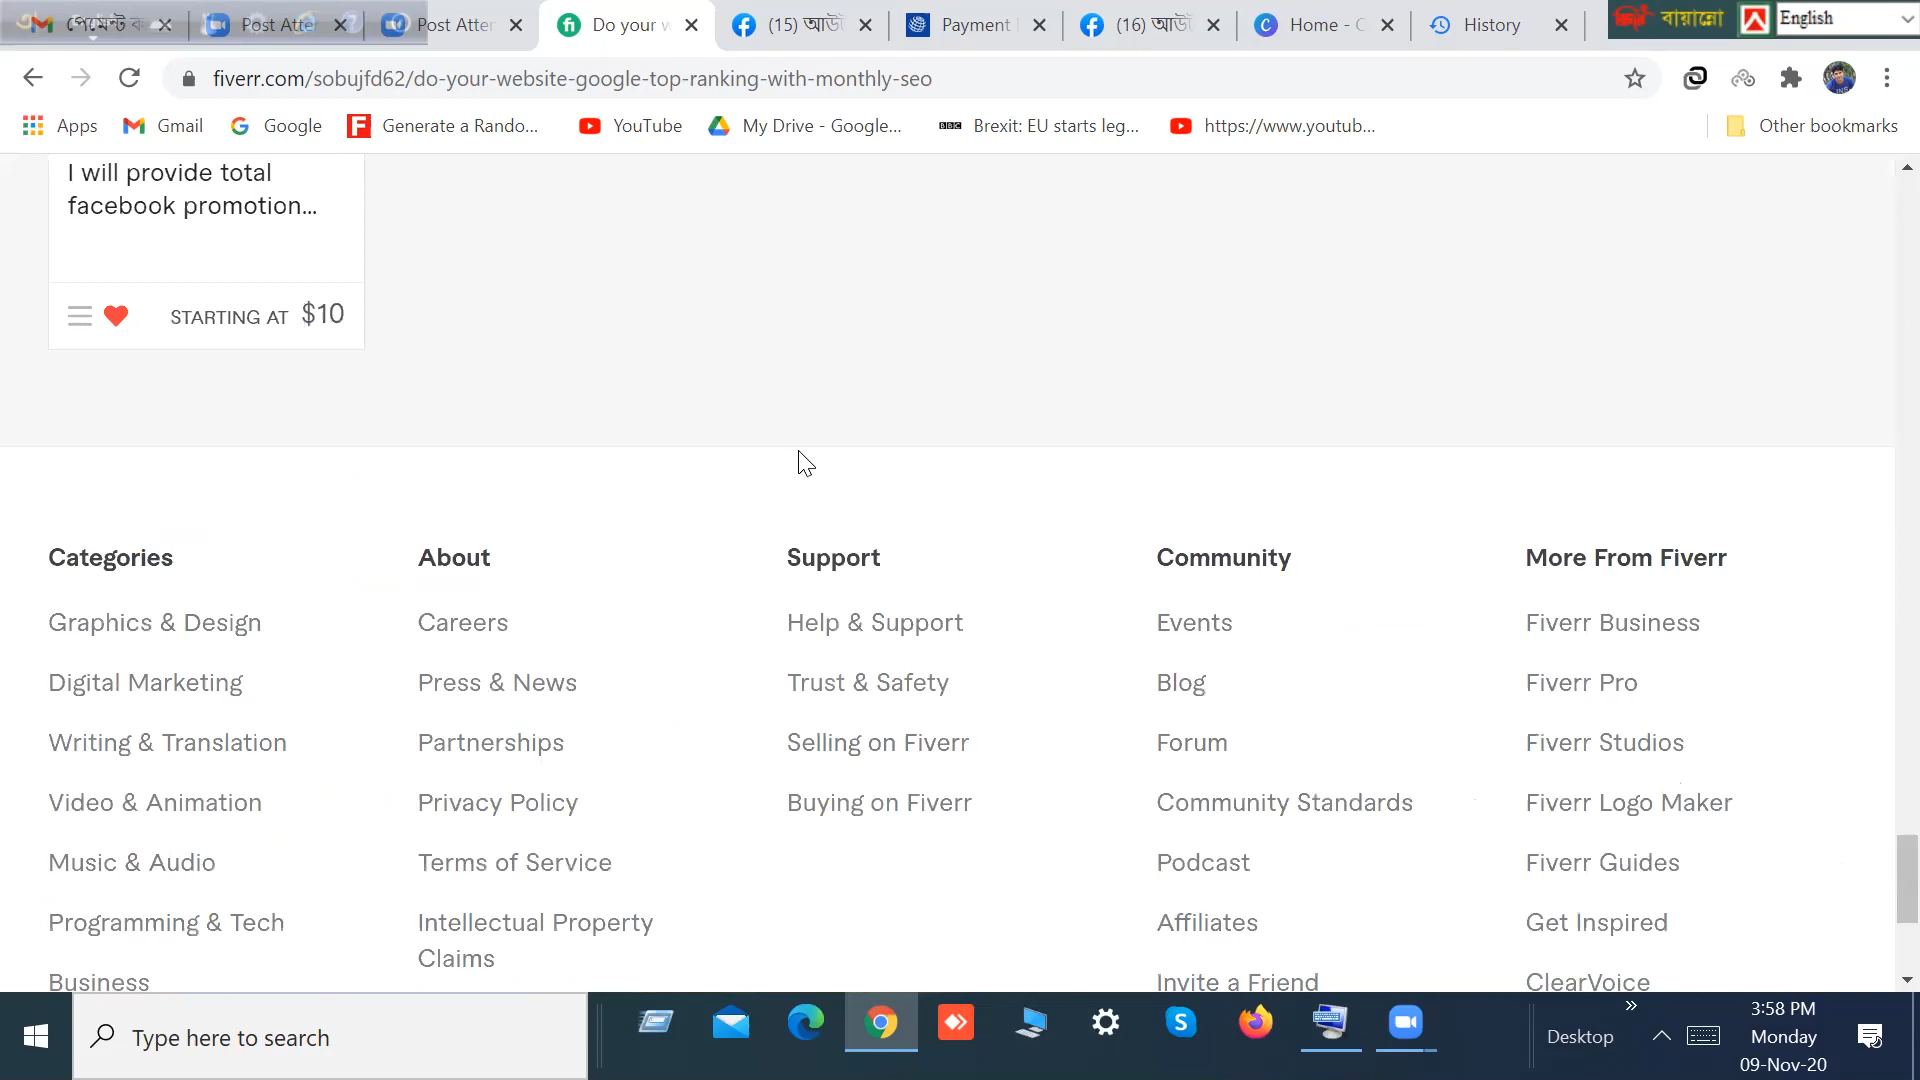 পেমেন্ট
Post Atte
Post Atter
Do your w
(15) আউট
Payment
(16) আউট
Home - C
History
বায়ান্নো
English
fiverr.com/sobujfd62/do-your-website-google-top-ranking-with-monthly-seo
Apps
Gmail
Google
Generate a Rando...
YouTube
My Drive - Google...
BBC
Brexit: EU starts leg...
https://www.youtub...
Other bookmarks
I will provide total
facebook promotion...
STARTING AT $10
Categories
About
Support
Community
More From Fiverr
Graphics & Design
Careers
Help & Support
Events
Fiverr Business
Digital Marketing
Press & News
Trust & Safety
Blog
Fiverr Pro
Writing & Translation
Partnerships
Selling on Fiverr
Forum
Fiverr Studios
Video & Animation
Privacy Policy
Buying on Fiverr
Community Standards
Fiverr Logo Maker
Music & Audio
Terms of Service
Podcast
Fiverr Guides
Programming & Tech
Intellectual Property
Claims
Affiliates
Get Inspired
Business
Invite a Friend
ClearVoice
Type here to search
Desktop
3:58 PM
Monday
09-Nov-20